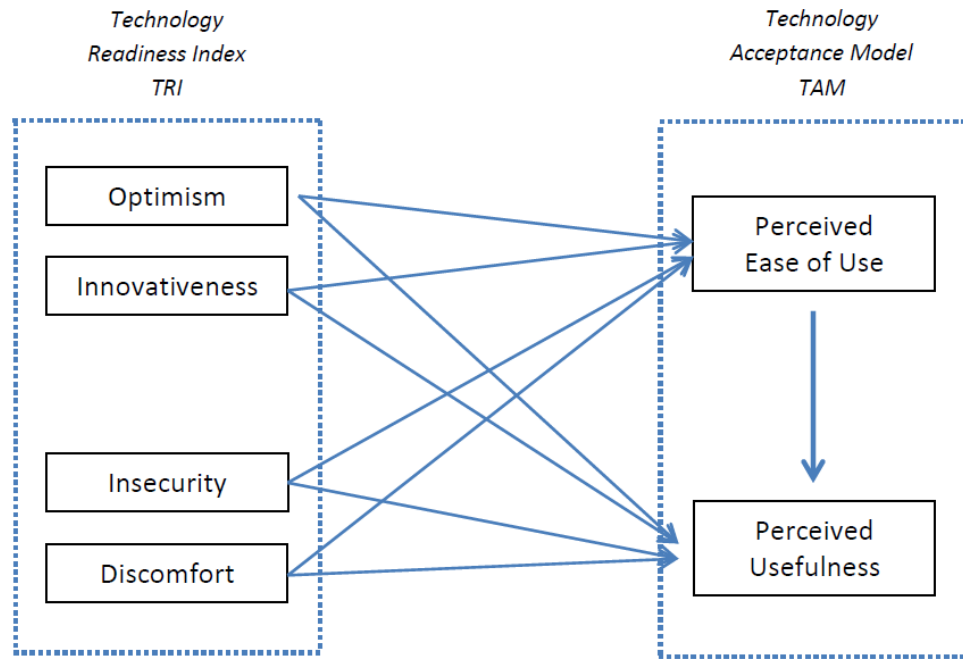 Technology
Readiness Index
TRI
Technology
Acceptance Model
TAM
Optimism
Innovativeness
Insecurity
Discomfort
Perceived
Ease of Use
Perceived
Usefulness